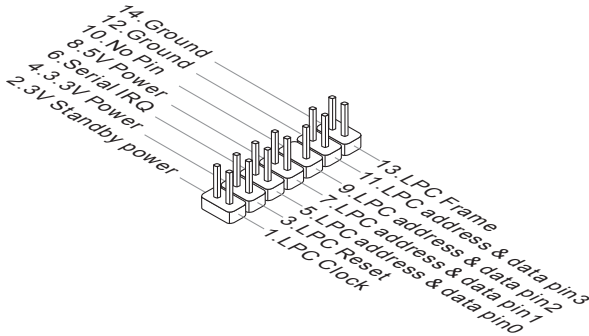 14.Ground
12.Ground
10.No Pin
8.5V Power
6.Serial IRQ
4.3.3V Power
2.3V Standby power
13.LPC Frame
11.LPC address & data pin3
9.LPC address & data pin2
7.LPC address & data pin1
5.LPC address & data pin0
3.LPC Reset
1.LPC Clock